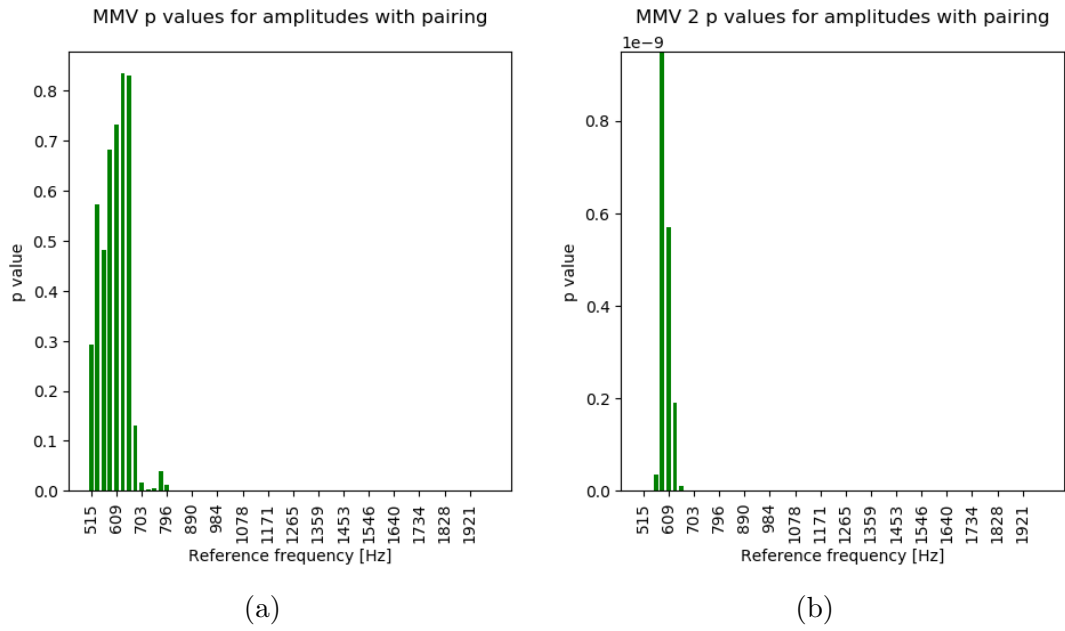 MMV p values for amplitudes with pairing
p value
0.8
0.7
0.6
0.5
0.4
0.3
0.2
0.1
0.0
515 609 703 796 890 984 1078 1171 1265 1359 1453 1546 1640 1734 1828 1921
Reference frequency [Hz]
(a)
MMV 2 p values for amplitudes with pairing
1e−9
p value
0.8
0.6
0.4
0.2
0.0
515 609 703 796 890 984 1078 1171 1265 1359 1453 1546 1640 1734 1828 1921
Reference frequency [Hz]
(b)